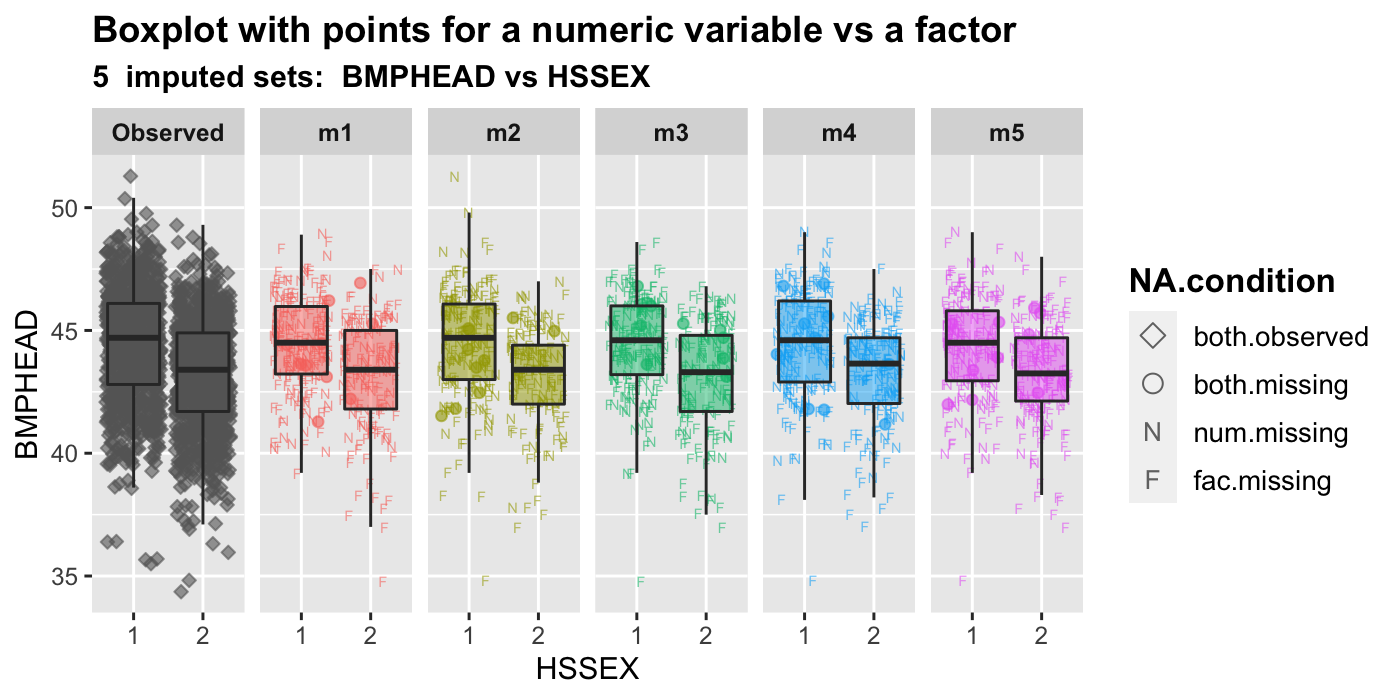 Boxplot with points for a numeric variable vs a factor
5 imputed sets: BMPHEAD vs HSSEX
Observed m1 m2 m3 m4 m5
BMPHEAD
50
45
40
35
1 2 1 2 1 2 1 2 1 2 1 2
HSSEX
NA.condition
both.observed
both.missing
N num.missing
F fac.missing